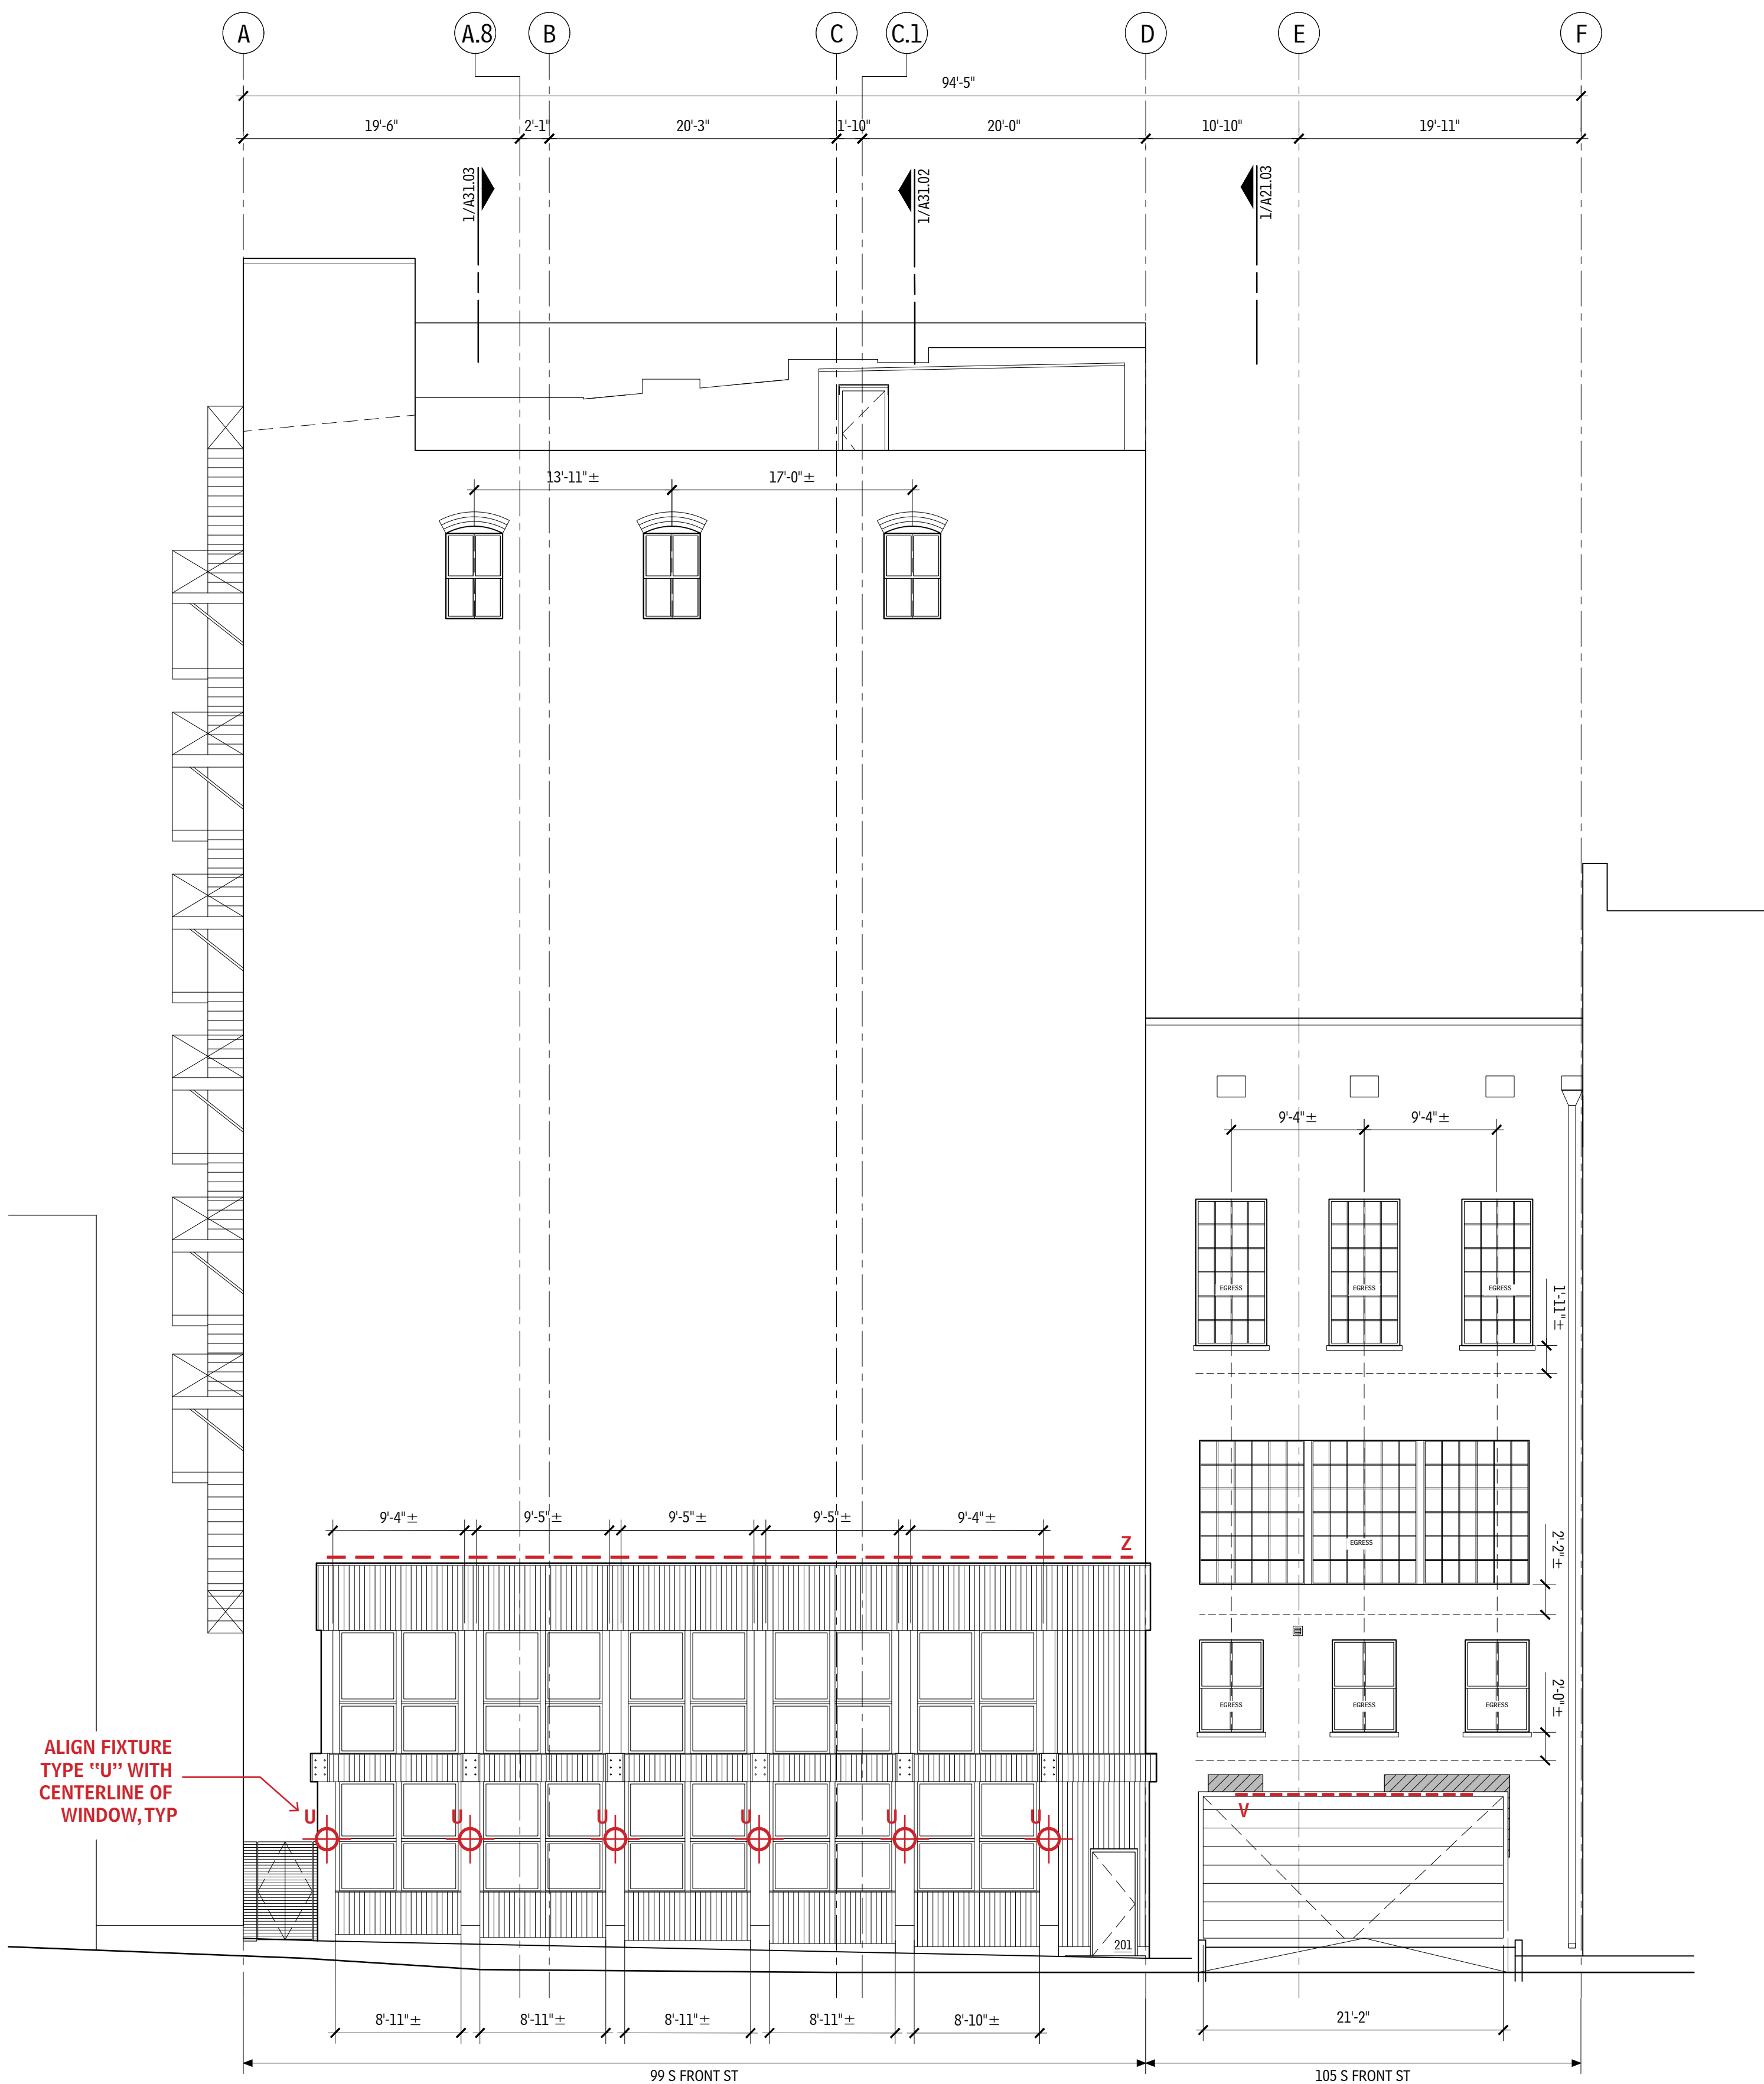 A A.8 B C C.1 D E F
94'-5"
19'-6" 2'-1" 20'-3" 1'-10" 20'-0" 10'-10" 19'-11"
1/A31.03 1/A31.02 1/A21.03
13'-11"± 17'-0"±
9'-4"± 9'-4"±
EGRESS EGRESS EGRESS
1'-11"±
9'-4"± 9'-5"± 9'-5"± 9'-5"± 9'-4"±
Z
EGRESS
2'-2"±
EGRESS EGRESS EGRESS
2'-0"±
ALIGN FIXTURE
TYPE "U" WITH
CENTERLINE OF
WINDOW, TYP
U U U U U U
V
201
8'-11"± 8'-11"± 8'-11"± 8'-11"± 8'-10"± 21'-2"
99 S FRONT ST 105 S FRONT ST